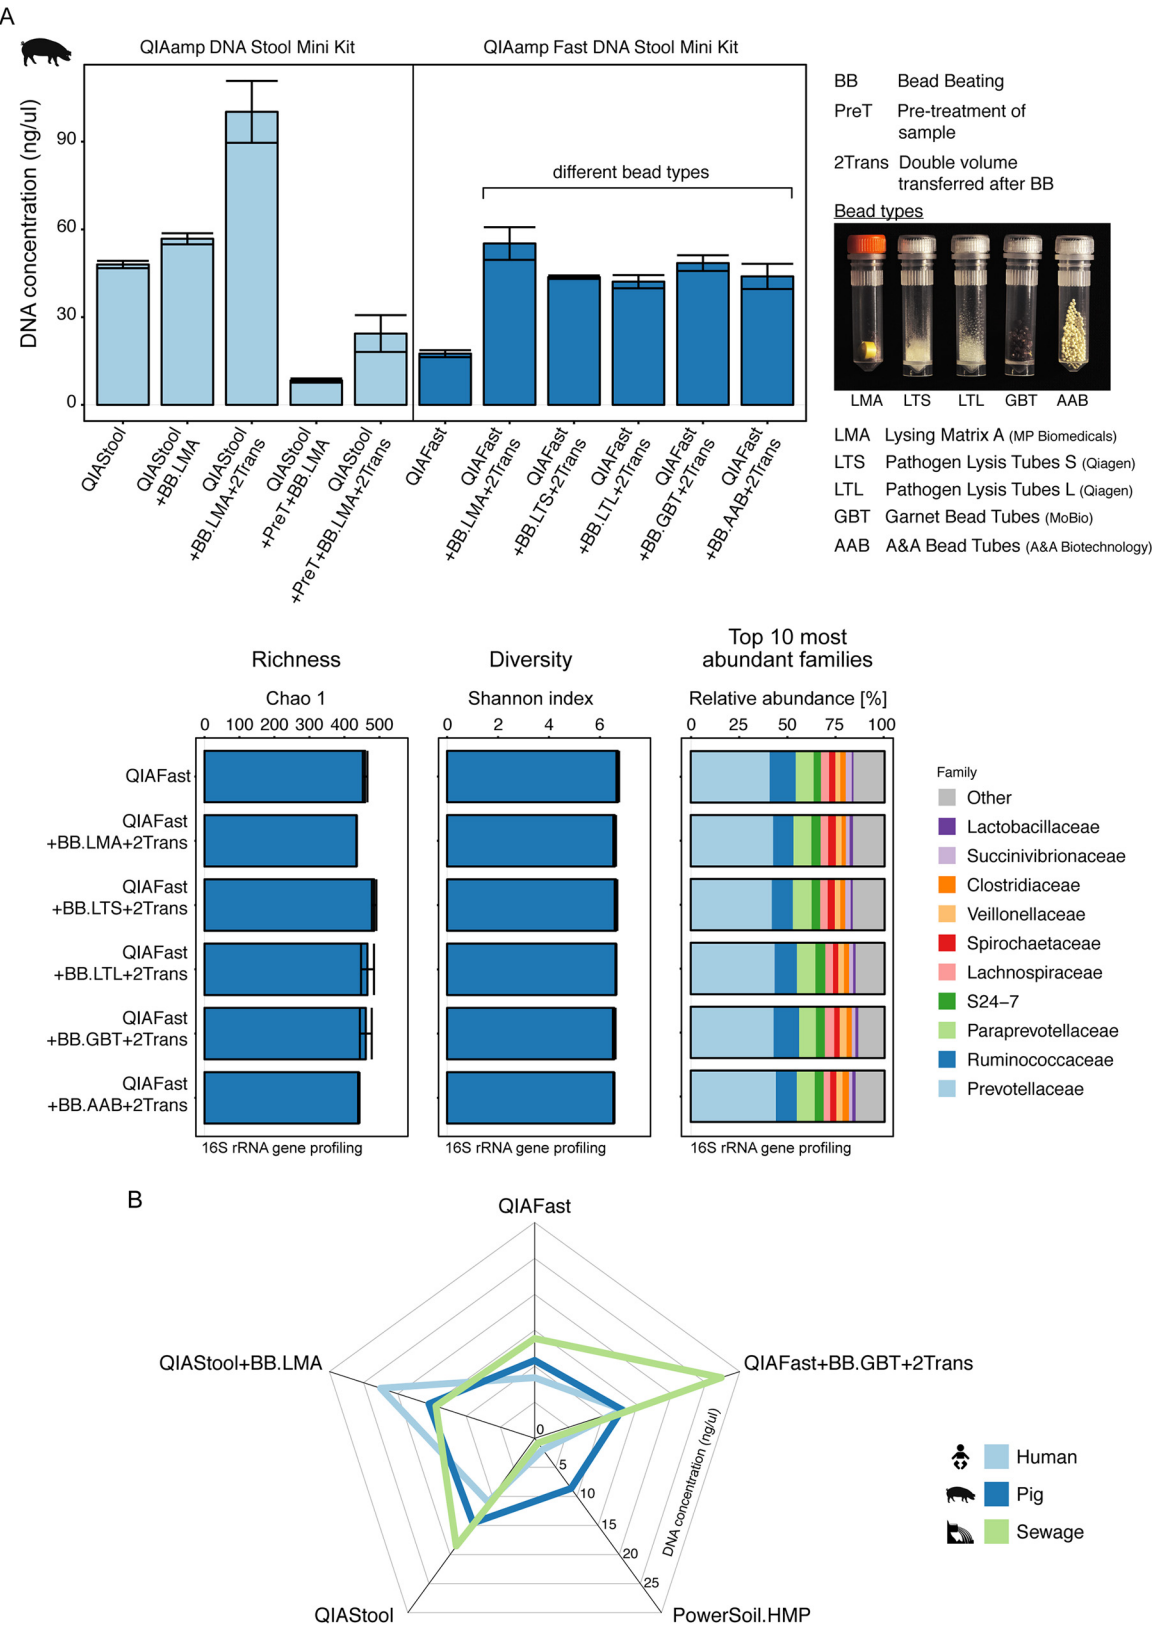 A
QIAamp DNA Stool Mini Kit
QIAamp Fast DNA Stool Mini Kit
DNA concentration (ng/ul)
90
60
30
0
different bead types
QIAStool
QIAStool
+BB.LMA
QIAStool
+BB.LMA+2Trans
QIAStool
+PreT+BB.LMA
QIAStool
+PreT+BB.LMA+2Trans
QIAFast
QIAFast
+BB.LMA+2Trans
QIAFast
+BB.LTS+2Trans
QIAFast
+BB.LTL+2Trans
QIAFast
+BB.GBT+2Trans
QIAFast
+BB.AAB+2Trans
BB Bead Beating
PreT Pre-treatment of
sample
2Trans Double volume
transferred after BB
Bead types
LMA LTS LTL GBT AAB
LMA Lysing Matrix A (MP Biomedicals)
LTS Pathogen Lysis Tubes S (Qiagen)
LTL Pathogen Lysis Tubes L (Qiagen)
GBT Garnet Bead Tubes (MoBio)
AAB A&A Bead Tubes (A&A Biotechnology)
Richness
Chao 1
0 100 200 300 400 500
Diversity
Shannon index
0 2 4 6
Top 10 most
abundant families
Relative abundance [%]
0 25 50 75 100
QIAFast
QIAFast
+BB.LMA+2Trans
QIAFast
+BB.LTS+2Trans
QIAFast
+BB.LTL+2Trans
QIAFast
+BB.GBT+2Trans
QIAFast
+BB.AAB+2Trans
16S rRNA gene profiling
16S rRNA gene profiling
16S rRNA gene profiling
Family
Other
Lactobacillaceae
Succinivibrionaceae
Clostridiaceae
Veillonellaceae
Spirochaetaceae
Lachnospiraceae
S24−7
Paraprevotellaceae
Ruminococcaceae
Prevotellaceae
B
QIAFast
QIAStool+BB.LMA
QIAFast+BB.GBT+2Trans
0
5
10
15
20
25
DNA concentration (ng/ul)
QIAStool
PowerSoil.HMP
Human
Pig
Sewage